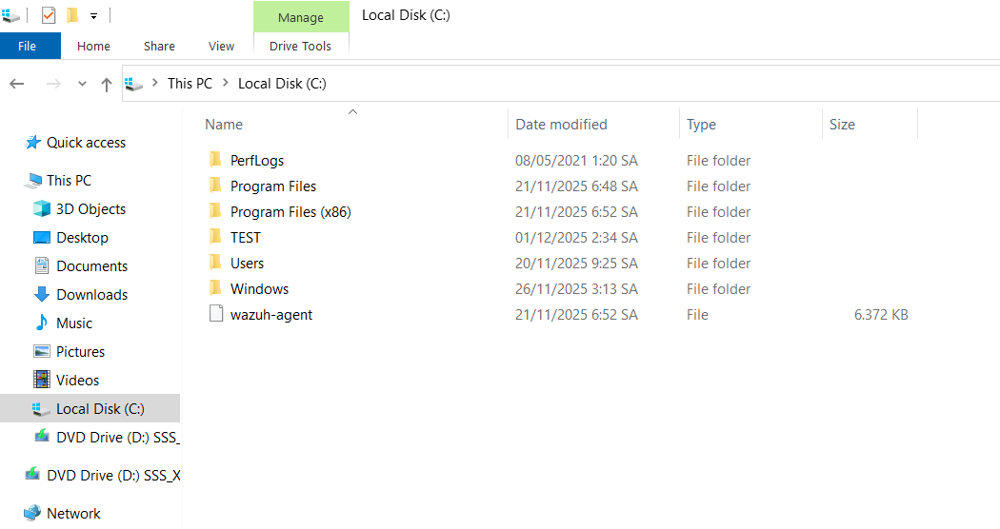 Manage Local Disk (C:)
File Home Share View Drive Tools
This PC Local Disk (C:)
Name Date modified Type Size
Quick access
This PC
3D Objects
Desktop
Documents
Downloads
Music
Pictures
Videos
Local Disk (C:)
DVD Drive (D:) SSS_
DVD Drive (D:) SSS_X
Network
PerfLogs 08/05/2021 1:20 SA File folder
Program Files 21/11/2025 6:48 SA File folder
Program Files (x86) 21/11/2025 6:52 SA File folder
TEST 01/12/2025 2:34 SA File folder
Users 20/11/2025 9:25 SA File folder
Windows 26/11/2025 3:13 SA File folder
wazuh-agent 21/11/2025 6:52 SA File 6.372 KB